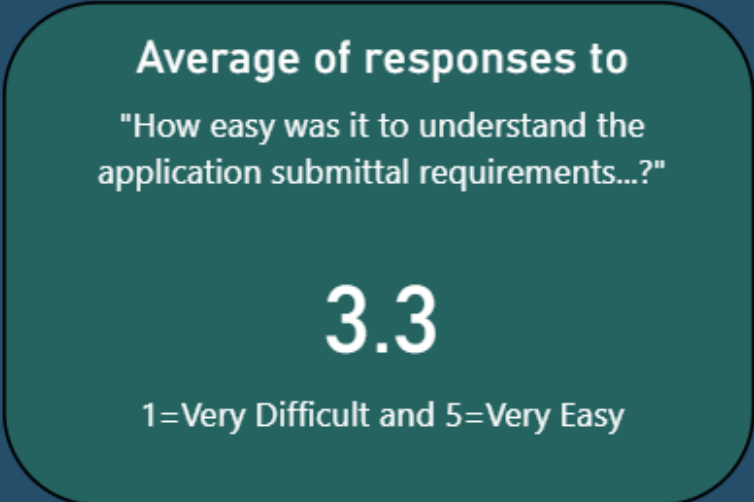 Average of responses to
"How easy was it to understand the
application submittal requirements...?"
3.3
1=Very Difficult and 5=Very Easy